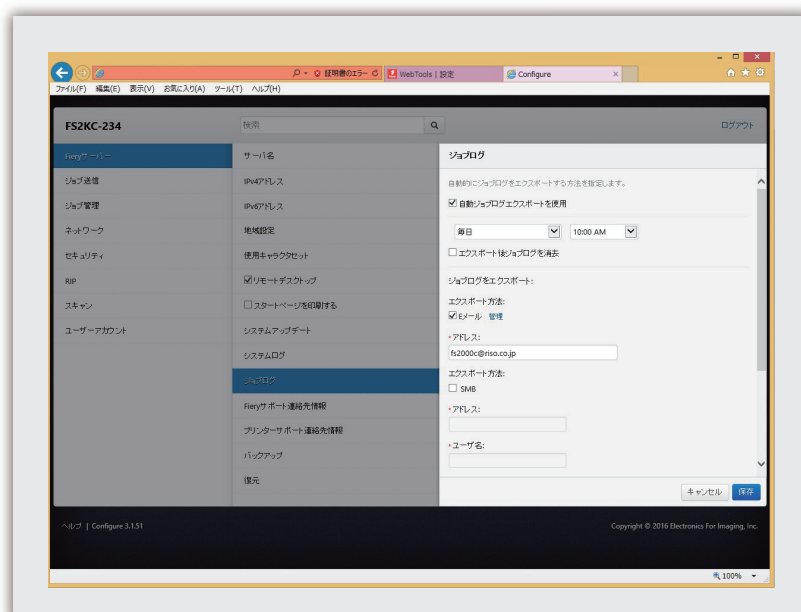 証明書のエラー
WebTools | 設定
Configure
ファイル(F) 編集(E) 表示(V) お気に入り(A) ツール(T) ヘルプ(H)
FS2KC-234
検索
ログアウト
Fieryサーバー
ジョブ送信
ジョブ管理
ネットワーク
セキュリティ
RIP
スキャン
ユーザーアカウント
サーバ名
IPv4アドレス
IPv6アドレス
地域設定
使用キャラクタセット
リモートデスクトップ
スタートページを印刷する
システムアップデート
システムログ
ジョブログ
Fieryサポート連絡先情報
プリンターサポート連絡先情報
バックアップ
復元
ジョブログ
自動的にジョブログをエクスポートする方法を指定します。
自動ジョブログエクスポートを使用
毎日 10:00 AM
エクスポート後ジョブログを消去
ジョブログをエクスポート:
エクスポート方法:
Eメール 管理
*アドレス:
fs2000c@riso.co.jp
エクスポート方法:
SMB
*アドレス:
*ユーザ名:
キャンセル 保存
ヘルプ | Configure 3.1.51
Copyright © 2016 Electronics For Imaging, Inc.
100%